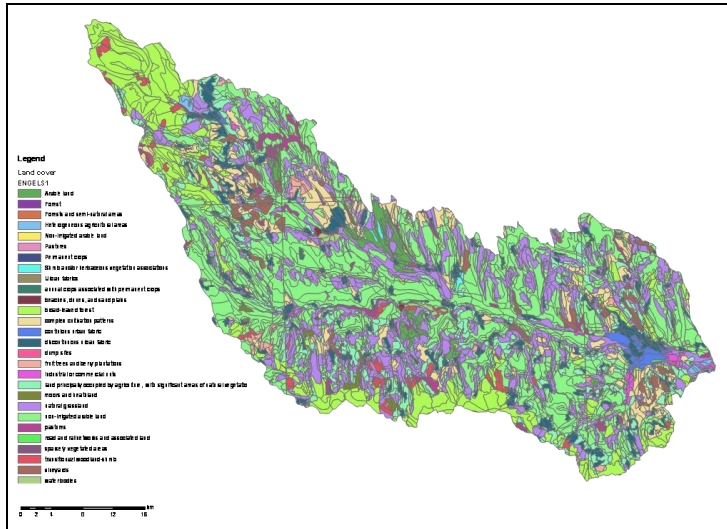 Legend
Land cover
ENGELS1
Arable land
Forest
Forests and semi-natural areas
Heterogeneous agricultural areas
Non-irrigated arable land
Pastures
Permanent crops
Shrub and/or herbaceous vegetation associations
Urban fabrics
annual crops associated with permanent crops
beaches, dunes, and sand plains
broad-leaved forest
complex cultivation patterns
continuous urban fabric
discontinuous urban fabric
dump sites
fruit trees and berry plantations
industrial or commercial units
land principally occupied by agriculture, with significant areas of natural vegetatio
moors and heathland
natural grassland
non-irrigated arable land
pastures
road and rail networks and associated land
sparsely vegetated areas
transitional woodland-shrub
vineyards
water bodies
km
0 2 4 8 12 16